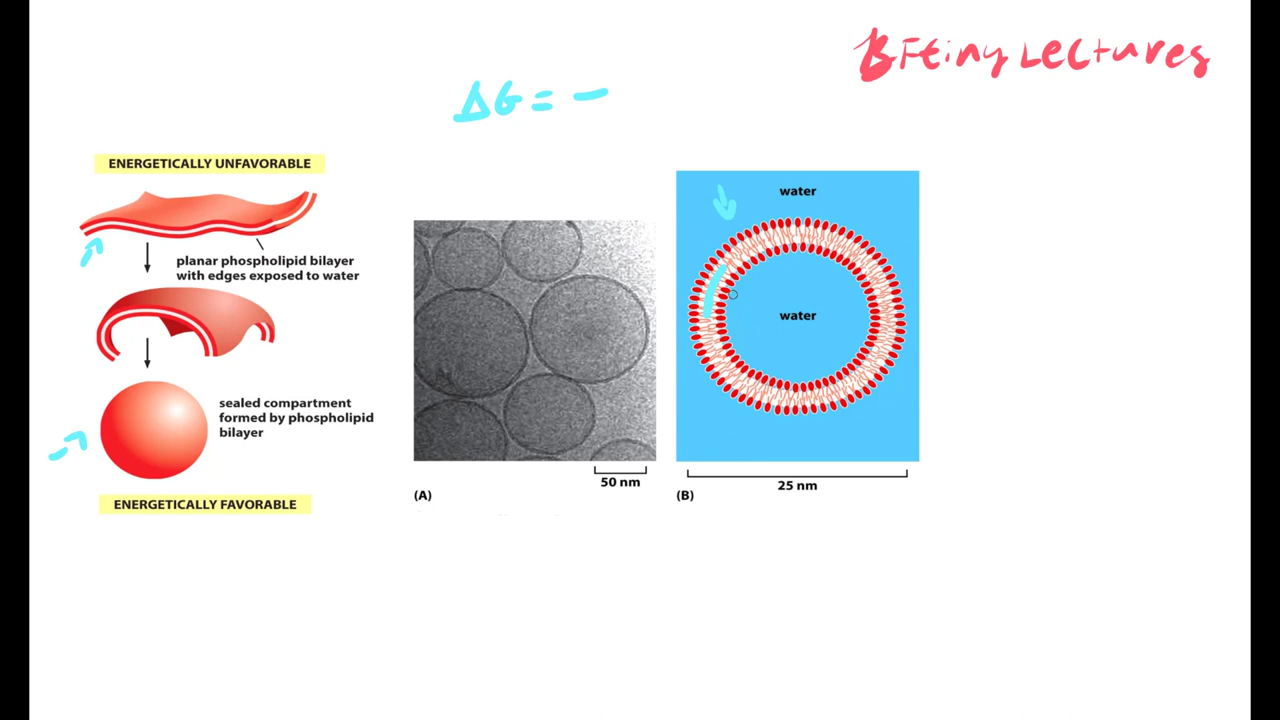 BFtiny Lectures
ΔG = −
ENERGETICALLY UNFAVORABLE
planar phospholipid bilayer
with edges exposed to water
sealed compartment
formed by phospholipid
bilayer
ENERGETICALLY FAVORABLE
50 nm
(A)
water
water
25 nm
(B)